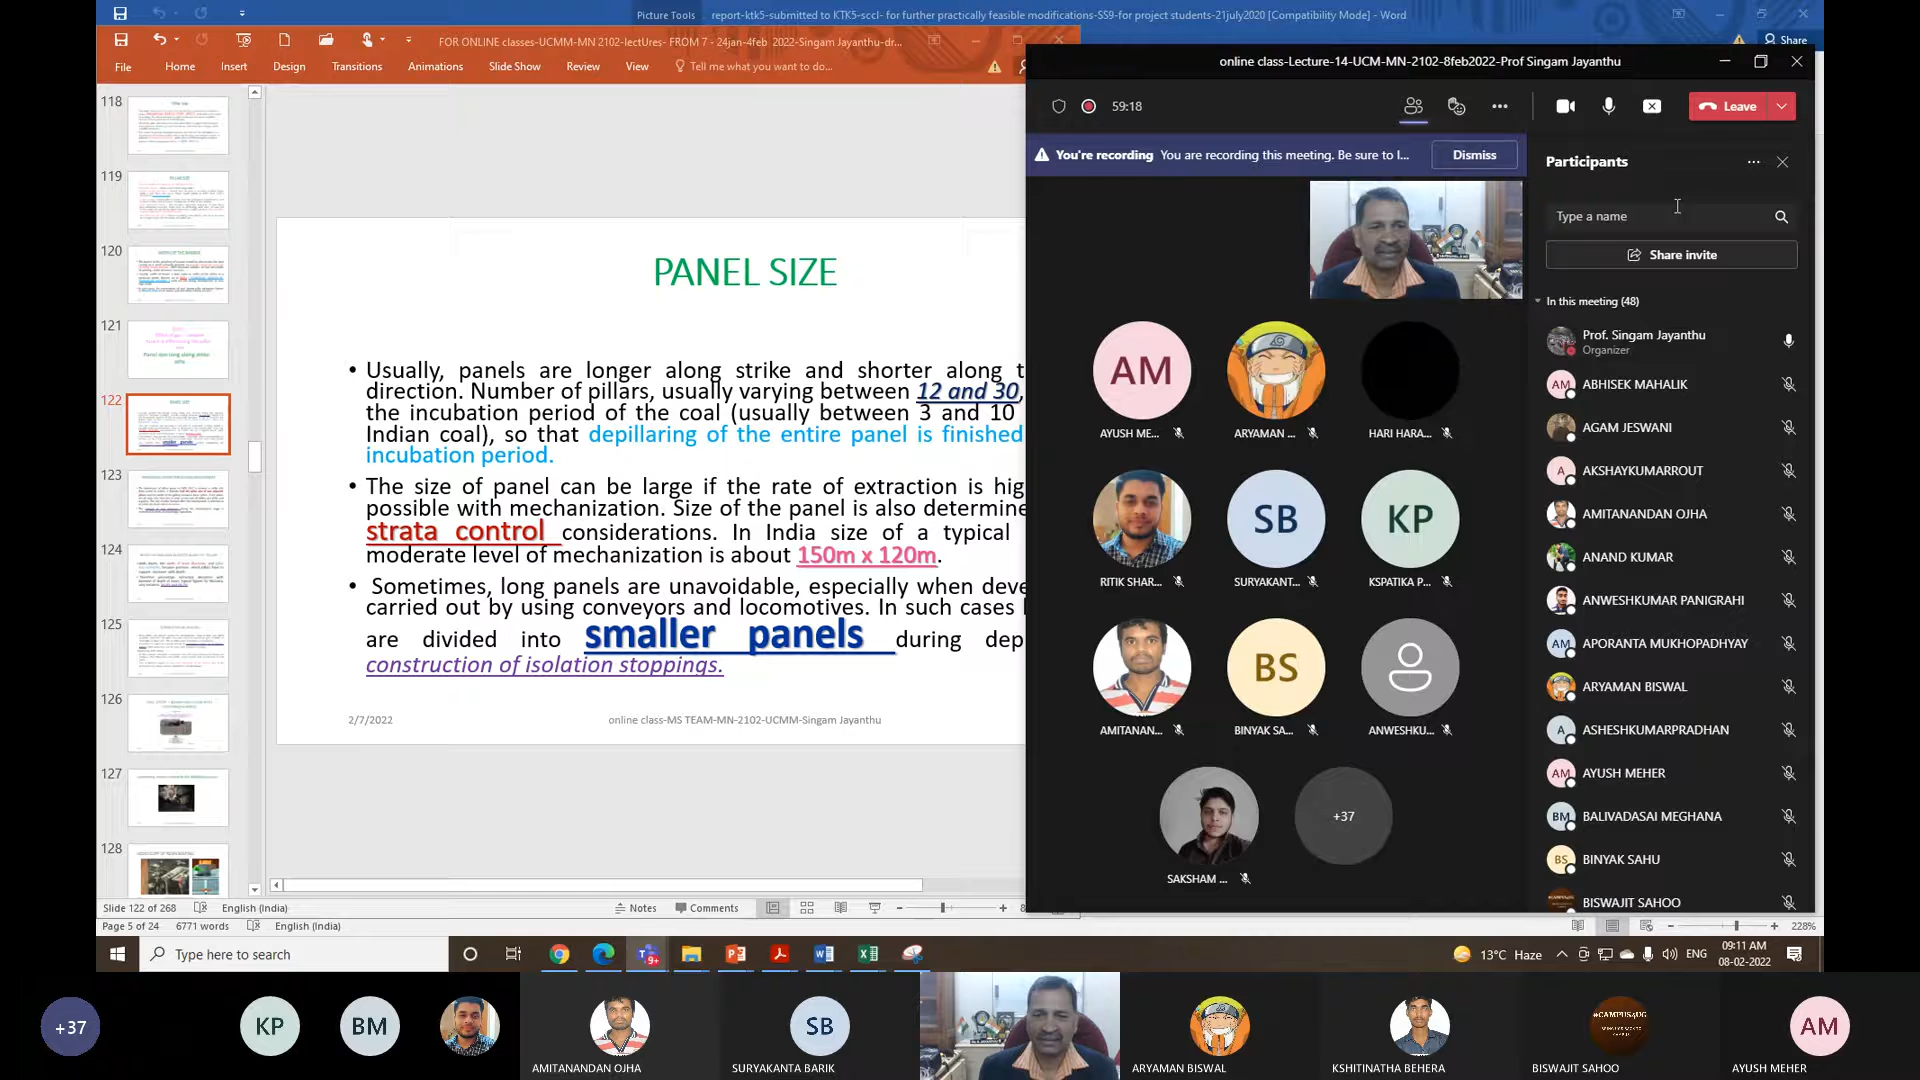 Picture Tools
report-ktk5-submitted to KTK5-sccl- for further practically feasible modifications-SS9-for project students-21july2020 [Compatibility Mode] - Word
Share
FOR ONLINE classes-UCMM-MN 2102-lectUres- FROM 7 - 24jan-4feb 2022-Singam Jayanthu-dr...
File
Home
Insert
Design
Transitions
Animations
Slide Show
Review
View
Tell me what you want to do...
118
119
120
121
122
123
124
125
126
127
128
PANEL SIZE
• Usually, panels are longer along strike and shorter along t
direction. Number of pillars, usually varying between 12 and 30,
the incubation period of the coal (usually between 3 and 10
Indian coal), so that depillaring of the entire panel is finished
incubation period.
• The size of panel can be large if the rate of extraction is hig
possible with mechanization. Size of the panel is also determine
strata control considerations. In India size of a typical
moderate level of mechanization is about 150m x 120m.
• Sometimes, long panels are unavoidable, especially when deve
carried out by using conveyors and locomotives. In such cases
are divided into smaller panels during dep
construction of isolation stoppings.
2/7/2022
online class-MS TEAM-MN-2102-UCMM-Singam Jayanthu
Slide 122 of 268
English (India)
Notes
Comments
Page 5 of 24
6771 words
English (India)
228%
online class-Lecture-14-UCM-MN-2102-8feb2022-Prof Singam Jayanthu
59:18
Leave
You're recording You are recording this meeting. Be sure to l...
Dismiss
AM
AYUSH ME...
ARYAMAN ...
HARI HARA...
RITIK SHAR...
SB
SURYAKANT...
KP
KSPATIKA P...
AMITANAN...
BS
BINYAK SA...
ANWESHKU...
SAKSHAM ...
+37
Participants
Type a name
Share invite
In this meeting (48)
Prof. Singam Jayanthu
Organizer
AM ABHISEK MAHALIK
AGAM JESWANI
A AKSHAYKUMARROUT
AMITANANDAN OJHA
ANAND KUMAR
ANWESHKUMAR PANIGRAHI
AM APORANTA MUKHOPADHYAY
ARYAMAN BISWAL
A ASHESHKUMARPRADHAN
AM AYUSH MEHER
BM BALIVADASAI MEGHANA
BS BINYAK SAHU
BISWAJIT SAHOO
Type here to search
13°C Haze
ENG
09:11 AM
08-02-2022
+37
KP
BM
AMITANANDAN OJHA
SB
SURYAKANTA BARIK
ARYAMAN BISWAL
KSHITINATHA BEHERA
#CAMPUS4UG
BISWAJIT SAHOO
AM
AYUSH MEHER